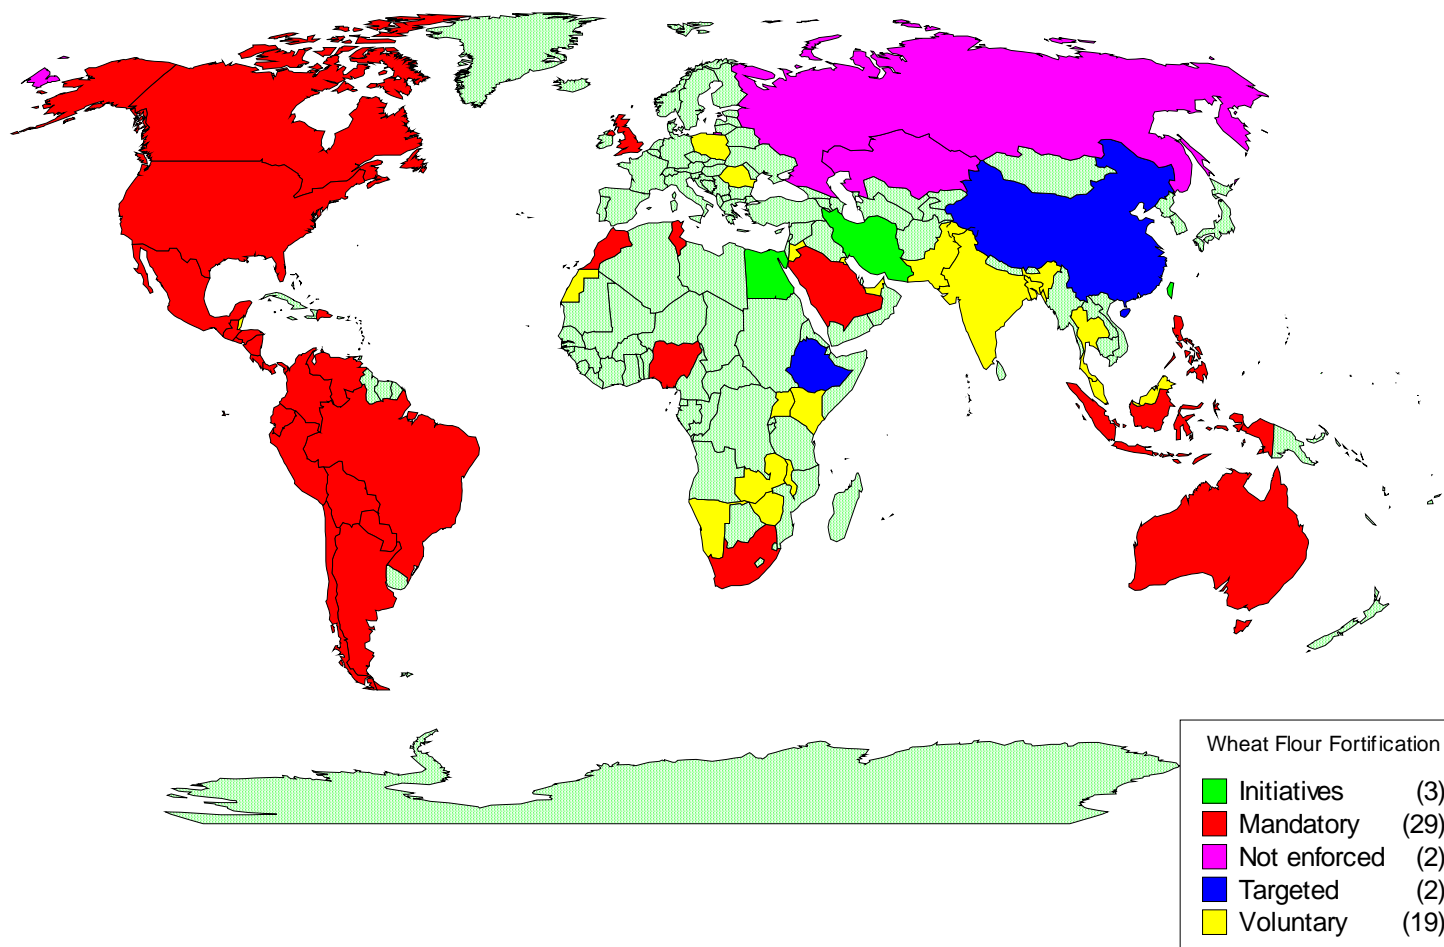 Wheat Flour Fortification
Initiatives (3)
Mandatory (29)
Not enforced (2)
Targeted (2)
Voluntary (19)